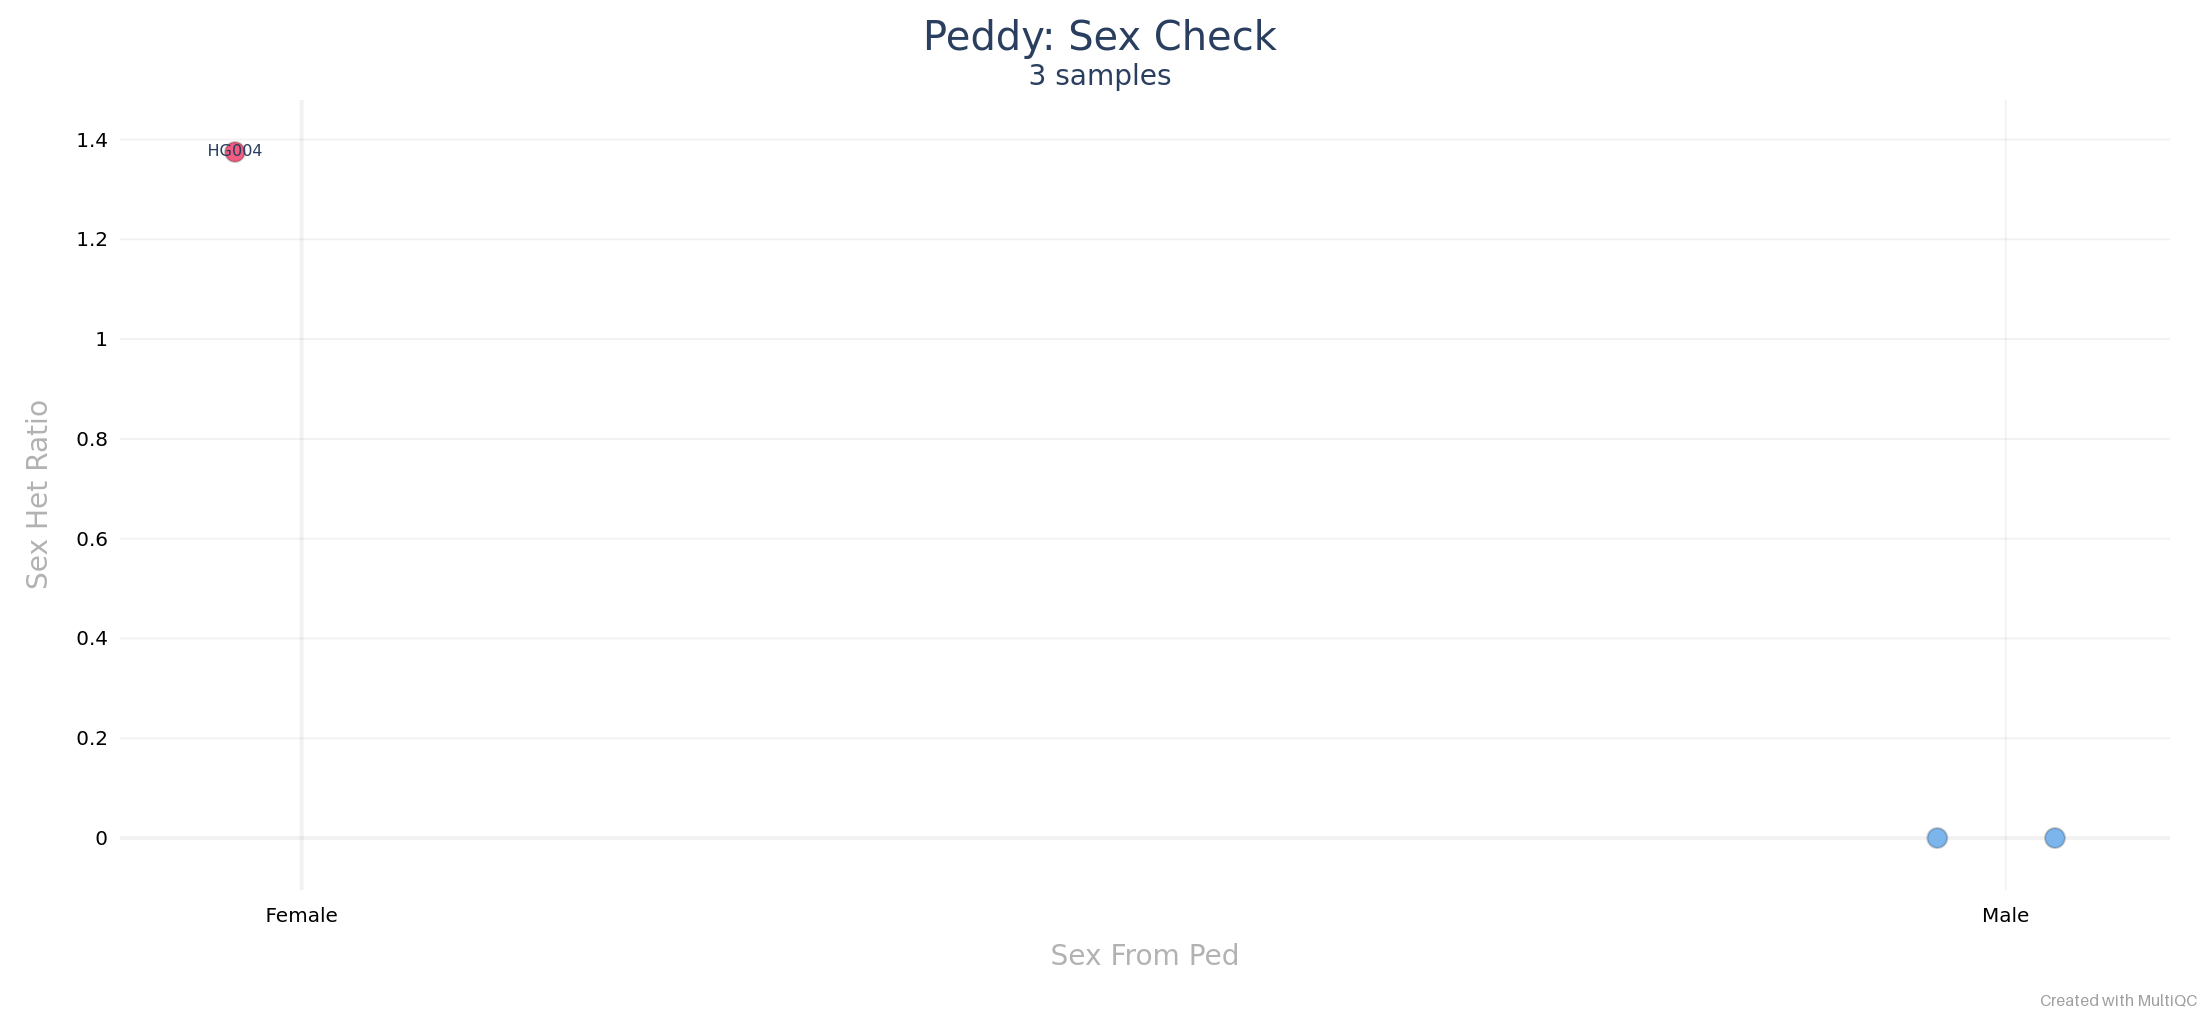 Peddy: Sex Check
3 samples
1.4
HG004
1.2
1
0.8
0.6
0.4
0.2
0
Sex Het Ratio
Female
Male
Sex From Ped
Created with MultiQC